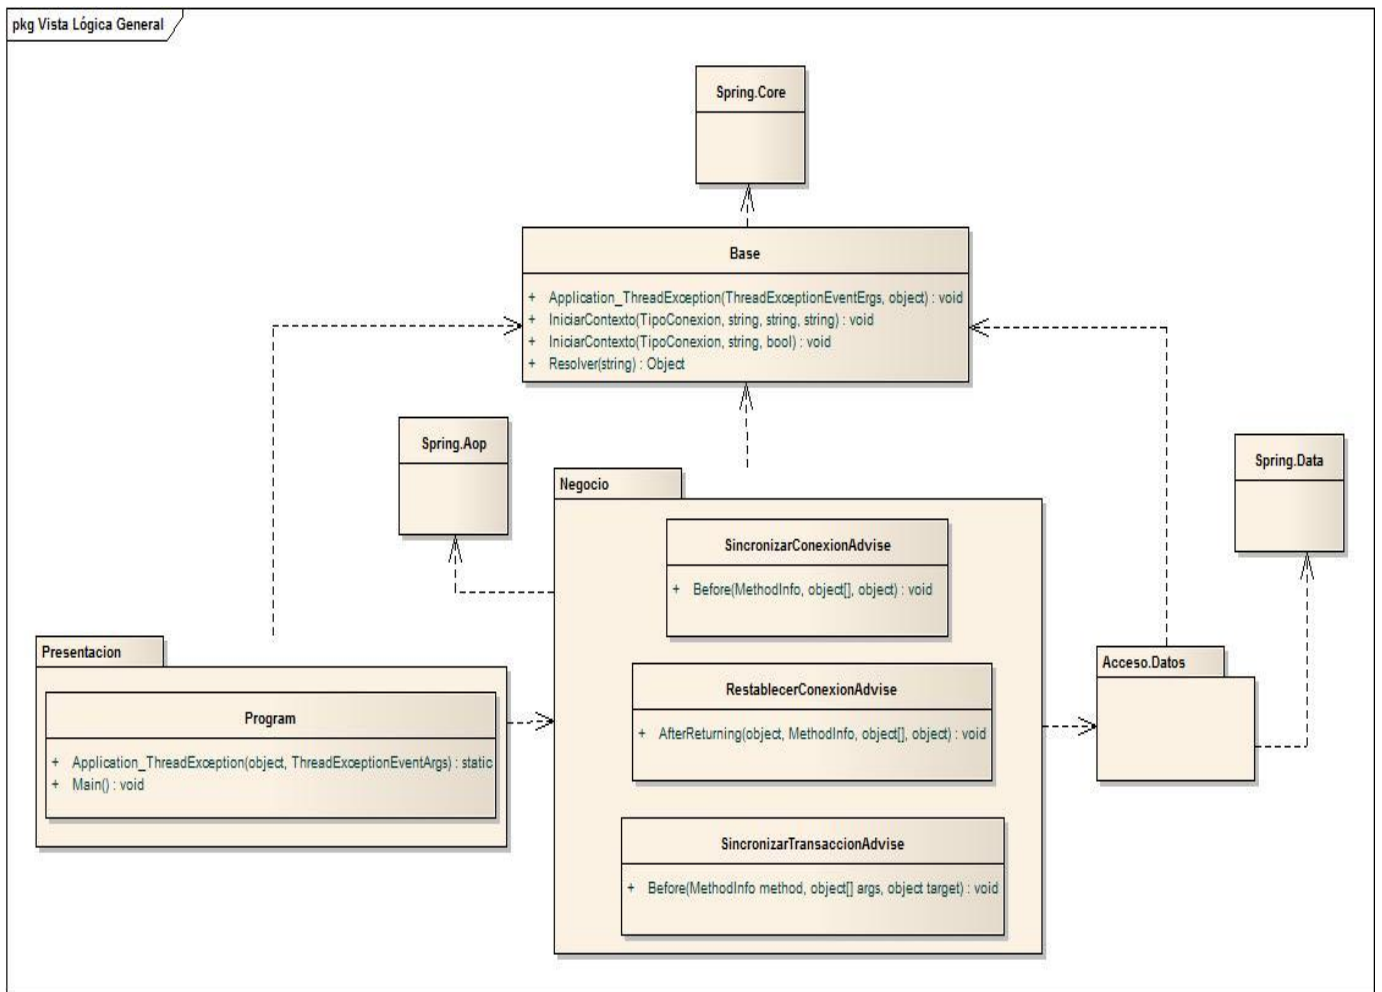 pkg Vista Lógica General
Spring.Core
Base
+ Application_ThreadException(ThreadExceptionEventErgs, object) : void
+ IniciarContexto(TipoConexion, string, string, string) : void
+ IniciarContexto(TipoConexion, string, bool) : void
+ Resolver(string) : Object
Spring.Aop
Spring.Data
Negocio
SincronizarConexionAdvise
+ Before(MethodInfo, object[], object) : void
Presentacion
Program
+ Application_ThreadException(object, ThreadExceptionEventArgs) : static
+ Main() : void
RestablecerConexionAdvise
+ AfterReturning(object, MethodInfo, object[], object) : void
Acceso.Datos
SincronizarTransaccionAdvise
+ Before(MethodInfo method, object[] args, object target) : void